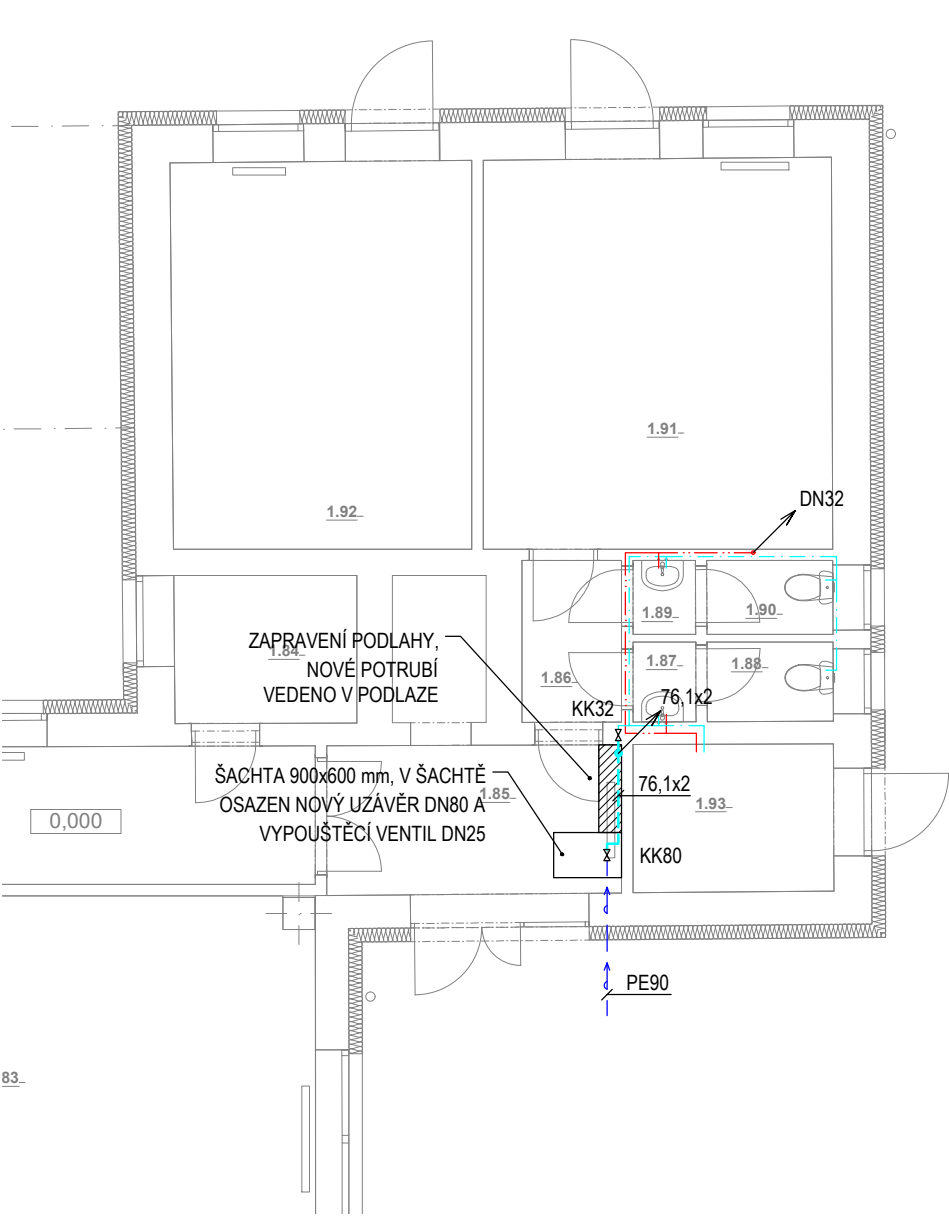 1.91
1.92
DN32
1.89
1.90
ZAPRAVENÍ PODLAHY,
NOVÉ POTRUBÍ
VEDENO V PODLAZE
1.84
1.86
1.87
1.88
KK32
76,1x2
ŠACHTA 900x600 mm, V ŠACHTĚ
OSAZEN NOVÝ UZÁVĚR DN80 A
VYPOUŠTĚCÍ VENTIL DN25
1.85
76,1x2
1.93
0,000
KK80
PE90
83